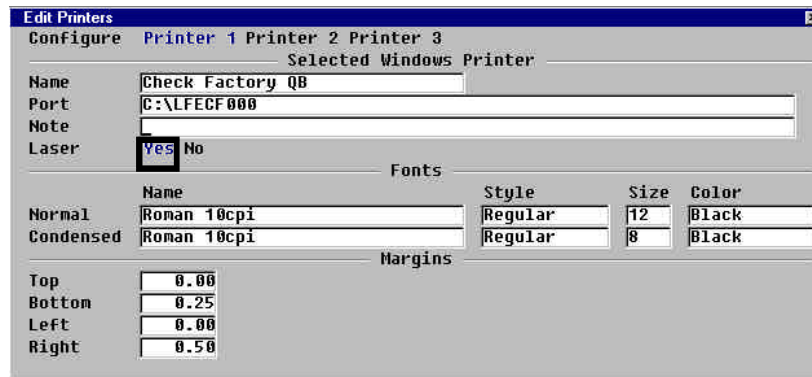 Edit Printers
Configure Printer 1 Printer 2 Printer 3
Selected Windows Printer
Name Check Factory QB
Port C:\LFECF000
Note
Laser Yes No
Fonts
Name Style Size Color
Normal Roman 10cpi Regular 12 Black
Condensed Roman 10cpi Regular 8 Black
Margins
Top 0.00
Bottom 0.25
Left 0.00
Right 0.50